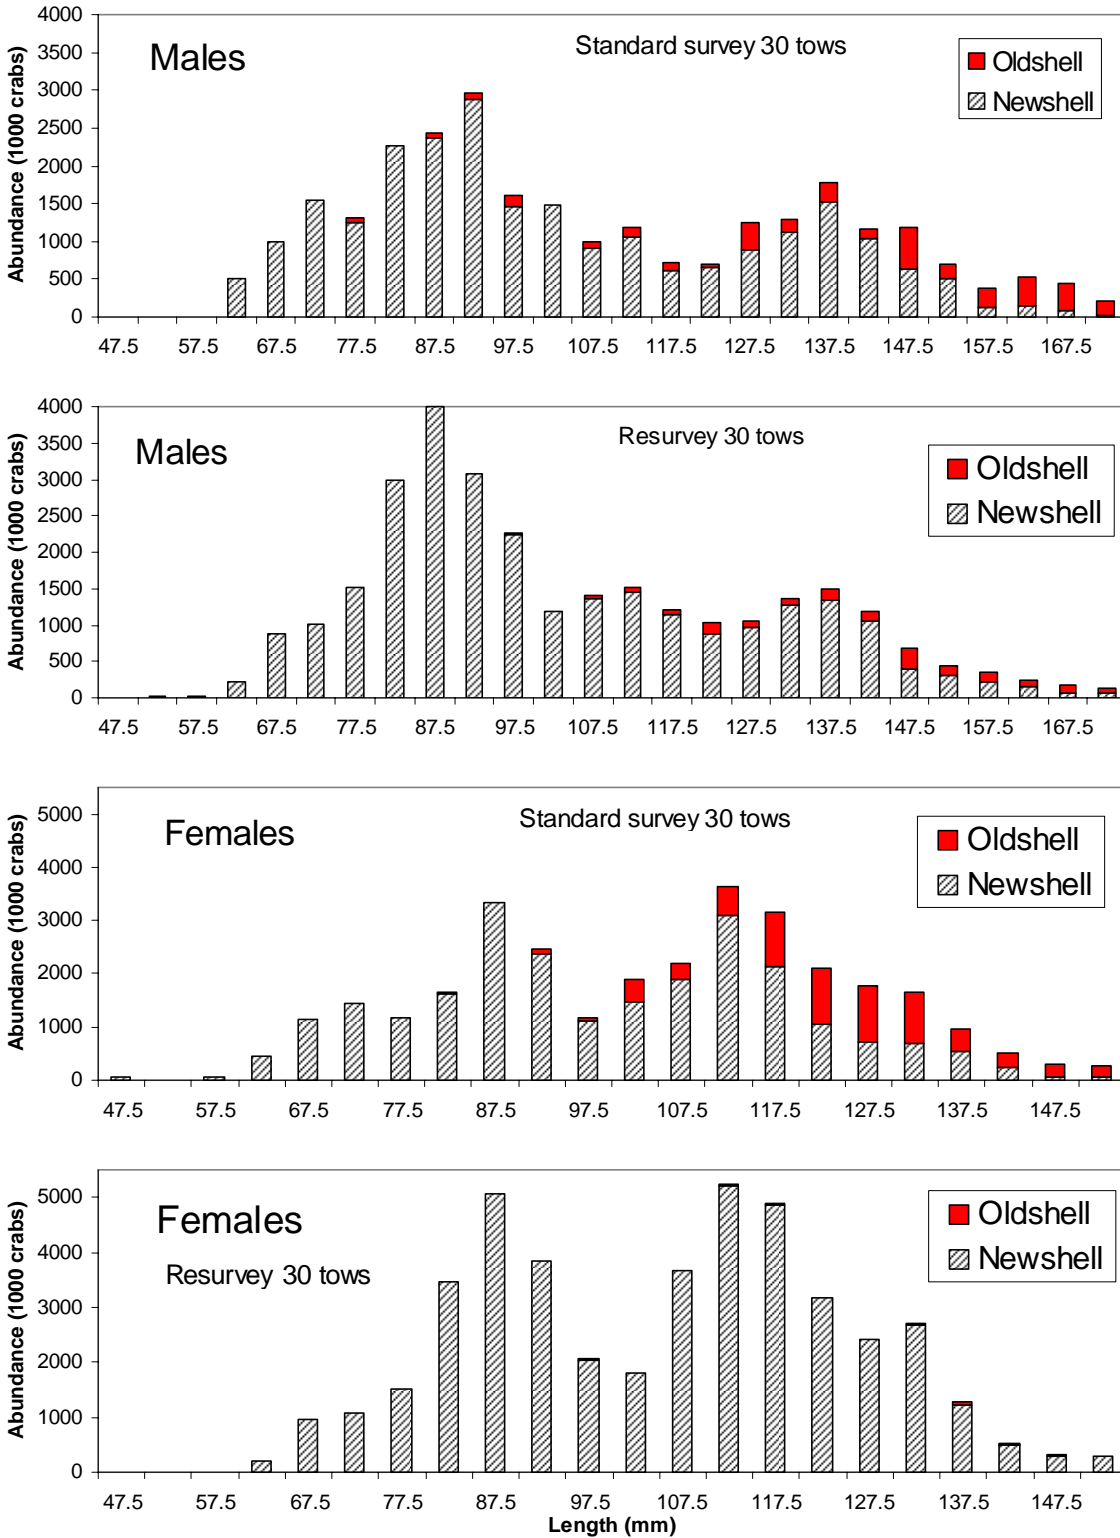 Males
Standard survey 30 tows
Oldshell
Newshell
Abundance (1000 crabs)
4000
3500
3000
2500
2000
1500
1000
500
0
47.5 57.5 67.5 77.5 87.5 97.5 107.5 117.5 127.5 137.5 147.5 157.5 167.5
Males
Resurvey 30 tows
Oldshell
Newshell
Abundance (1000 crabs)
4000
3500
3000
2500
2000
1500
1000
500
0
47.5 57.5 67.5 77.5 87.5 97.5 107.5 117.5 127.5 137.5 147.5 157.5 167.5
Females
Standard survey 30 tows
Oldshell
Newshell
Abundance (1000 crabs)
5000
4000
3000
2000
1000
0
47.5 57.5 67.5 77.5 87.5 97.5 107.5 117.5 127.5 137.5 147.5
Females
Resurvey 30 tows
Oldshell
Newshell
Abundance (1000 crabs)
5000
4000
3000
2000
1000
0
47.5 57.5 67.5 77.5 87.5 97.5 107.5 117.5 127.5 137.5 147.5
Length (mm)